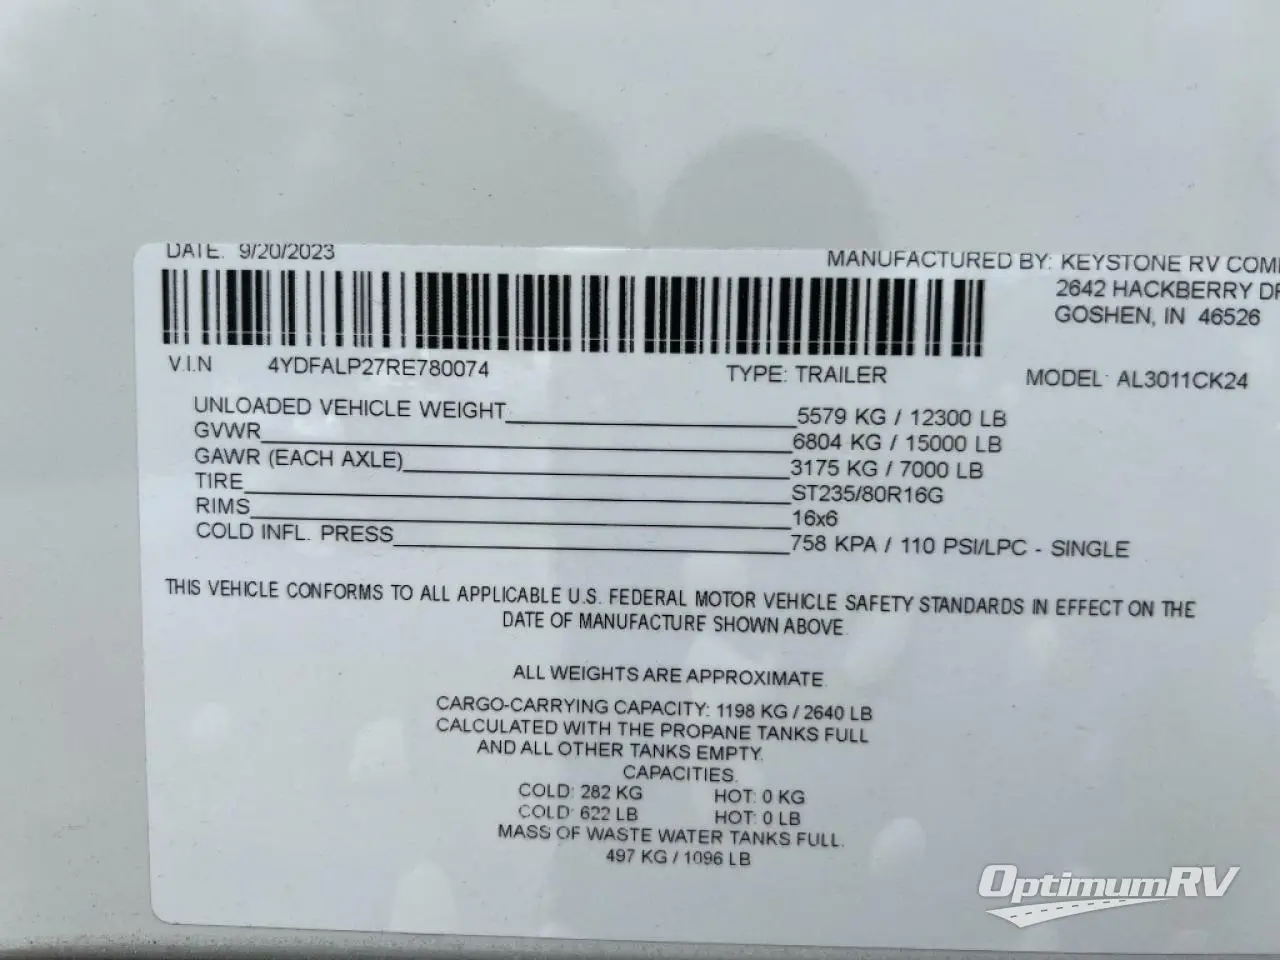 DATE: 9/20/2023
MANUFACTURED BY: KEYSTONE RV
2642 HACKBERRY
GOSHEN, IN 46526
V.I.N 4YDFALP27RE780074 TYPE: TRAILER MODEL: AL3011CK24
UNLOADED VEHICLE WEIGHT 5579 KG / 12300 LB
GVWR 6804 KG / 15000 LB
GAWR (EACH AXLE) 3175 KG / 7000 LB
TIRE ST235/80R16G
RIMS 16x6
COLD INFL. PRESS 758 KPA / 110 PSI/LPC - SINGLE
THIS VEHICLE CONFORMS TO ALL APPLICABLE U.S. FEDERAL MOTOR VEHICLE SAFETY STANDARDS IN EFFECT ON THE
DATE OF MANUFACTURE SHOWN ABOVE.
ALL WEIGHTS ARE APPROXIMATE.
CARGO-CARRYING CAPACITY: 1198 KG / 2640 LB
CALCULATED WITH THE PROPANE TANKS FULL
AND ALL OTHER TANKS EMPTY.
CAPACITIES.
COLD: 282 KG HOT: 0 KG
COLD: 622 LB HOT: 0 LB
MASS OF WASTE WATER TANKS FULL.
497 KG / 1096 LB
OptimumRV